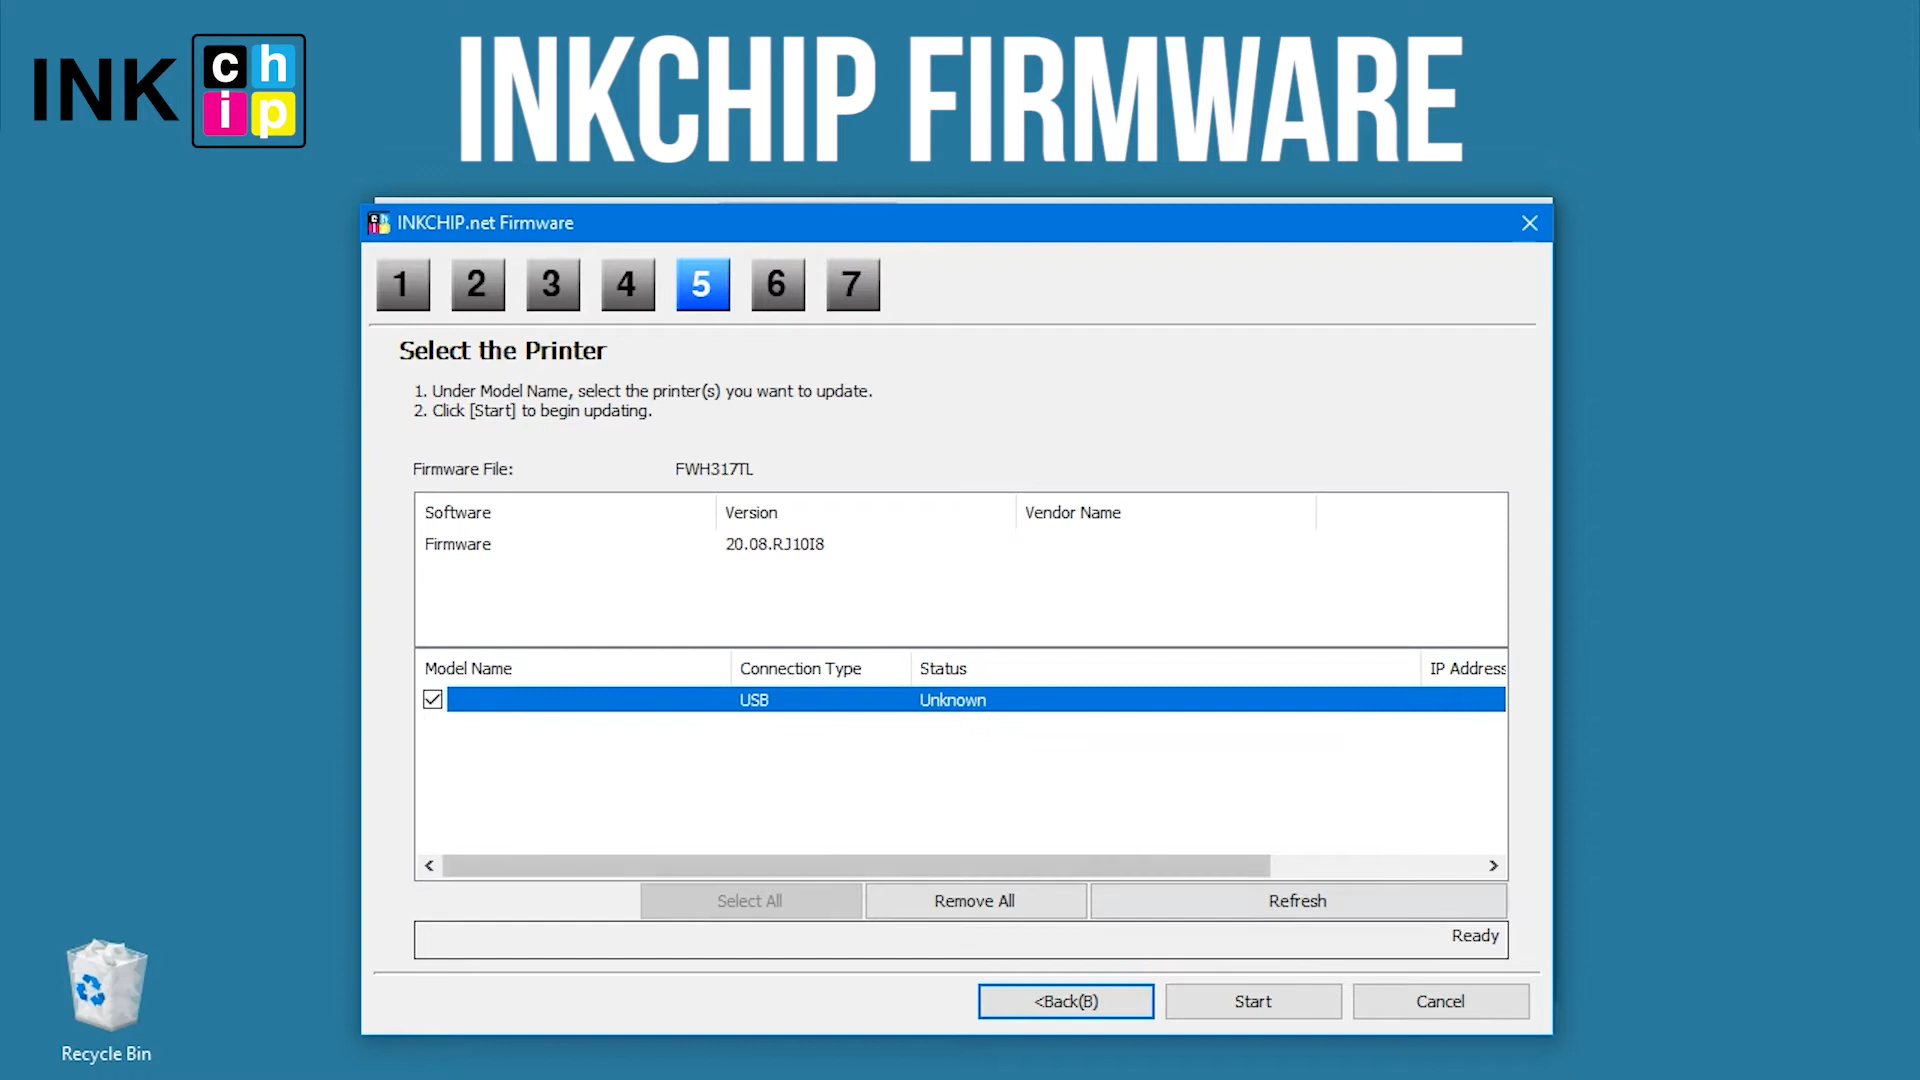 INK chip
INKCHIP FIRMWARE
INKCHIP.net Firmware
1 2 3 4 5 6 7
Select the Printer
1. Under Model Name, select the printer(s) you want to update.
2. Click [Start] to begin updating.
Firmware File: FWH317TL
Software Version Vendor Name
Firmware 20.08.RJ10I8
Model Name Connection Type Status IP Address
USB Unknown
Select All Remove All Refresh
Ready
<Back(B) Start Cancel
Recycle Bin